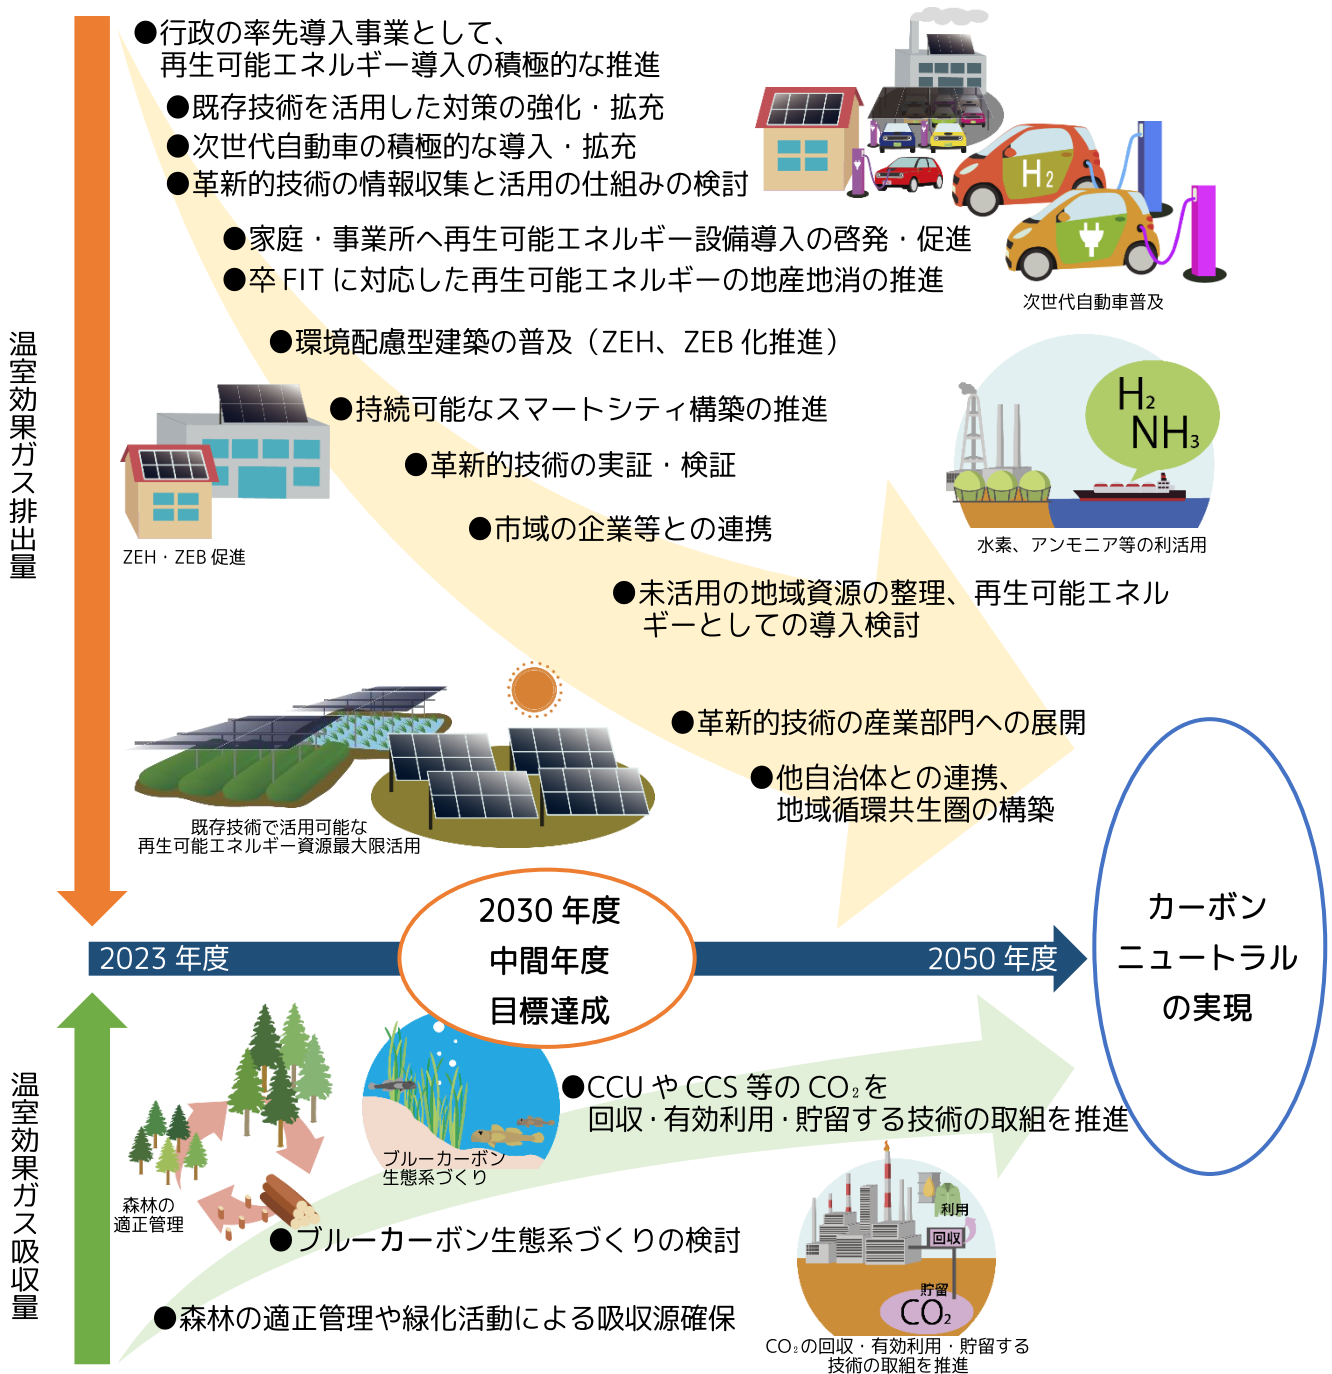 ●行政の率先導入事業として、
再生可能エネルギー導入の積極的な推進
●既存技術を活用した対策の強化・拡充
●次世代自動車の積極的な導入・拡充
●革新的技術の情報収集と活用の仕組みの検討
●家庭・事業所へ再生可能エネルギー設備導入の啓発・促進
●卒FITに対応した再生可能エネルギーの地産地消の推進
H2
次世代自動車普及
●環境配慮型建築の普及（ZEH、ZEB化推進）
●持続可能なスマートシティ構築の推進
●革新的技術の実証・検証
●市域の企業等との連携
H2
NH3
水素、アンモニア等の利活用
ZEH・ZEB促進
温室効果ガス排出量
●未活用の地域資源の整理、再生可能エネル
ギーとしての導入検討
●革新的技術の産業部門への展開
●他自治体との連携、
地域循環共生圏の構築
既存技術で活用可能な
再生可能エネルギー資源最大限活用
2023年度
2030年度
中間年度
目標達成
2050年度
カーボン
ニュートラル
の実現
温室効果ガス吸収量
●CCUやCCS等のCO2を
回収・有効利用・貯留する技術の取組を推進
ブルーカーボン
生態系づくり
森林の
適正管理
●ブルーカーボン生態系づくりの検討
●森林の適正管理や緑化活動による吸収源確保
利用
回収
貯留
CO2
CO2の回収・有効利用・貯留する
技術の取組を推進